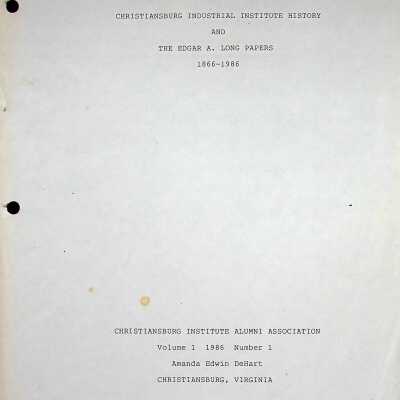 CHRISTIANSBURG INDUSTRIAL INSTITUTE HISTORY
AND
THE EDGAR A. LONG PAPERS
1866-1986
CHRISTIANSBURG INSTITUTE ALUMNI ASSOCIATION
Volume 1 1986 Number 1
Amanda Edwin DeHart
CHRISTIANSBURG, VIRGINIA